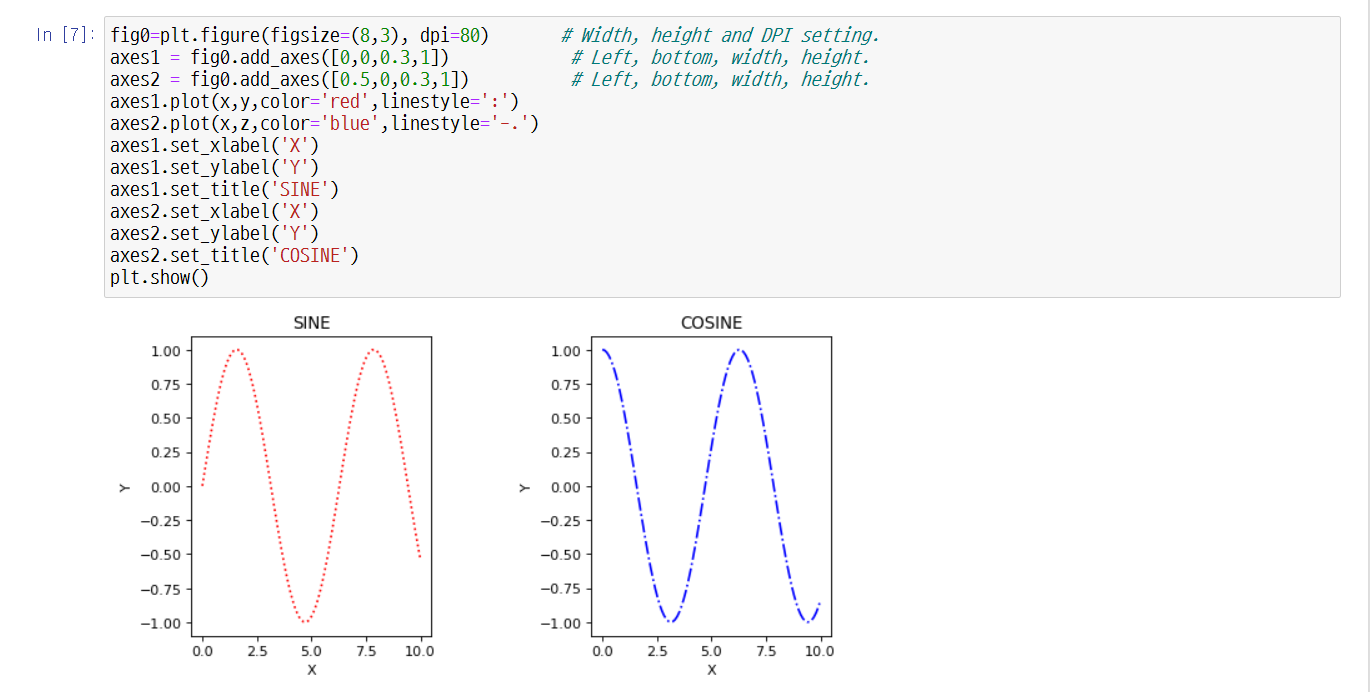 In [7]: fig0=plt.figure(figsize=(8,3), dpi=80) # Width, height and DPI setting.
axes1 = fig0.add_axes([0,0,0.3,1]) # Left, bottom, width, height.
axes2 = fig0.add_axes([0.5,0,0.3,1]) # Left, bottom, width, height.
axes1.plot(x,y,color='red',linestyle=':')
axes2.plot(x,z,color='blue',linestyle='-.')
axes1.set_xlabel('X')
axes1.set_ylabel('Y')
axes1.set_title('SINE')
axes2.set_xlabel('X')
axes2.set_ylabel('Y')
axes2.set_title('COSINE')
plt.show()
SINE
1.00
0.75
0.50
0.25
0.00
−0.25
−0.50
−0.75
−1.00
Y
0.0 2.5 5.0 7.5 10.0
X
COSINE
1.00
0.75
0.50
0.25
0.00
−0.25
−0.50
−0.75
−1.00
Y
0.0 2.5 5.0 7.5 10.0
X